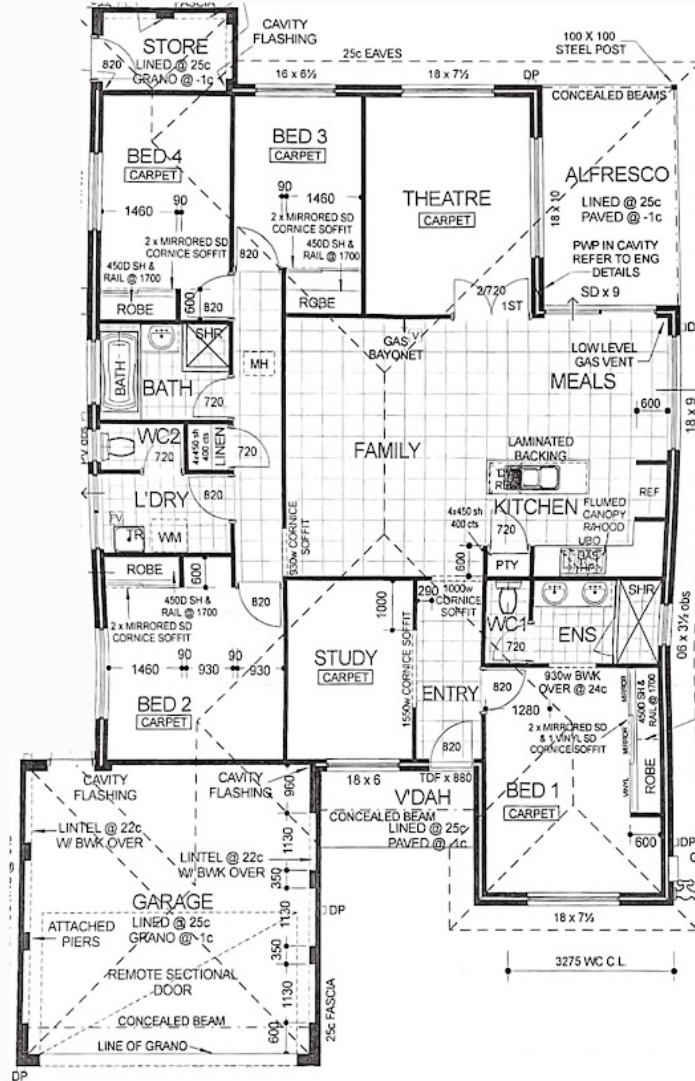 CAVITY
FLASHING
STORE
LINED @ 25c
GRANO @ -1c
820
25c EAVES
100 X 100
STEEL POST
16 x 6½
18 x 7½
DP
CONCEALED BEAMS
BED 4
CARPET
BED 3
CARPET
THEATRE
CARPET
ALFRESCO
LINED @ 25c
PAVED @ -1c
18 x 10
90
1460
2 x MIRRORED SD
CORNICE SOFFIT
450D SH &
RAIL @ 1700
ROBE
90
1460
2 x MIRRORED SD
CORNICE SOFFIT
450D SH &
RAIL @ 1700
ROBE
820
820
600
PWP IN CAVITY
REFER TO ENG
DETAILS
SD x 9
2/720
1ST
SHR
BATH
BATH
720
MH
GAS
BAYONET
V
LOW LEVEL
GAS VENT
MEALS
600
18 x 9
WC2
720
4x450 sh
400 cts
LINEN
720
FAMILY
LAMINATED
BACKING
KITCHEN
REF
L'DRY
820
FV
TR
WM
930w CORNICE
SOFFIT
4x450 sh
400 cts
720
FLUMED
CANOPY
R/HOOD
UBO
600
PTY
ROBE
600
450D SH &
RAIL @ 1700
820
2 x MIRRORED SD
CORNICE SOFFIT
1460
90
930
90
930
BED 2
CARPET
1000
STUDY
CARPET
290
1000w
CORNICE
SOFFIT
1550w CORNICE SOFFIT
ENTRY
820
WC1
720
ENS
SHR
06 x 3½ obs
930w BWK
OVER @ 24c
820
1280
2 x MIRRORED SD
& 1 VINYL SD
CORNICE SOFFIT
MIRROR
MIRROR
VINYL
450D SH &
RAIL @ 1700
ROBE
BED 1
CARPET
600
18 x 7½
3275 WC C.L.
18 x 6
TDF x 880
V'DAH
CONCEALED BEAM
LINED @ 25c
PAVED @ -1c
CAVITY
FLASHING
CAVITY
FLASHING
960
LINTEL @ 22c
W/ BWK OVER
LINTEL @ 22c
W/ BWK OVER
1130
350
GARAGE
LINED @ 25c
GRANO @ -1c
1130
DP
ATTACHED
PIERS
350
REMOTE SECTIONAL
DOOR
1130
CONCEALED BEAM
600
LINE OF GRANO
25c FASCIA
DP